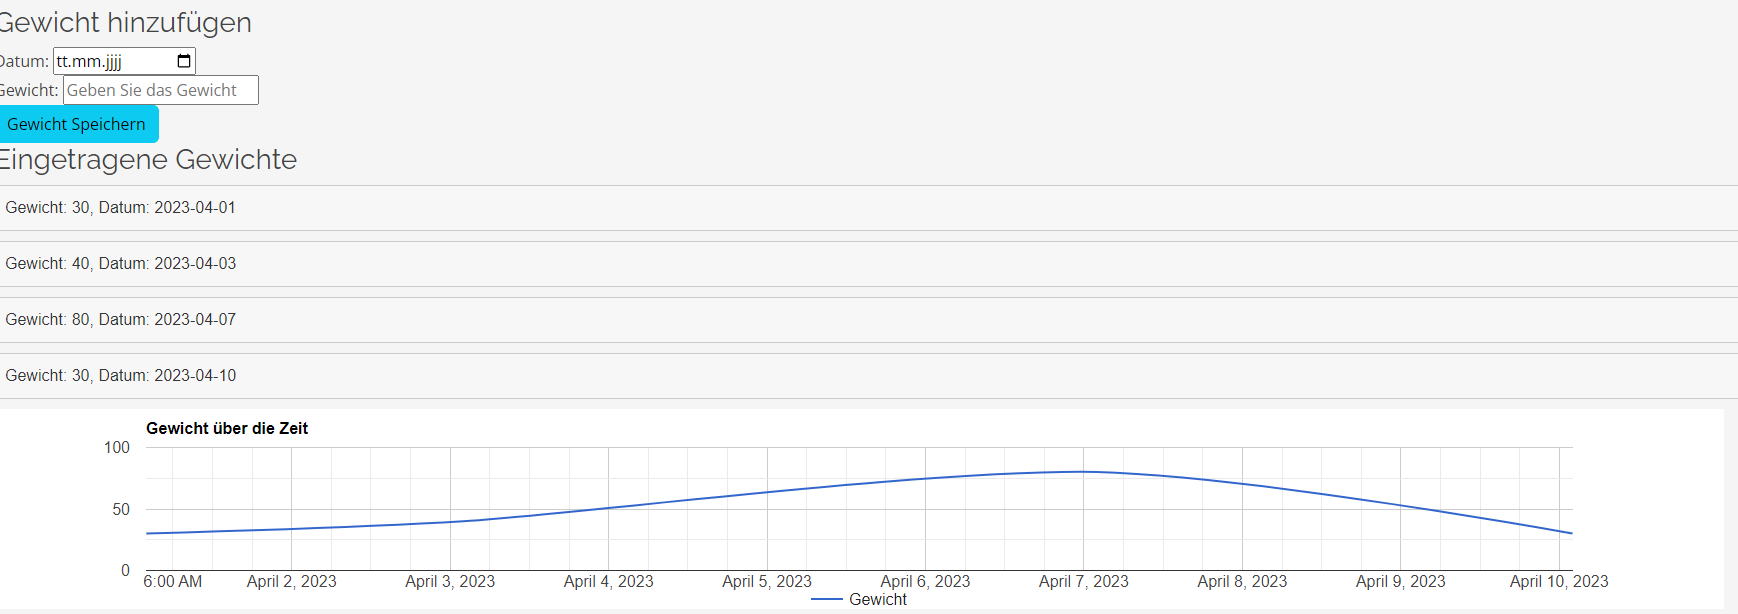 Gewicht hinzufügen
Datum: tt.mm.jjjj
Gewicht: Geben Sie das Gewicht
Gewicht Speichern
Eingetragene Gewichte
Gewicht: 30, Datum: 2023-04-01
Gewicht: 40, Datum: 2023-04-03
Gewicht: 80, Datum: 2023-04-07
Gewicht: 30, Datum: 2023-04-10
Gewicht über die Zeit
100
50
0
6:00 AM April 2, 2023 April 3, 2023 April 4, 2023 April 5, 2023 April 6, 2023 April 7, 2023 April 8, 2023 April 9, 2023 April 10, 2023
Gewicht